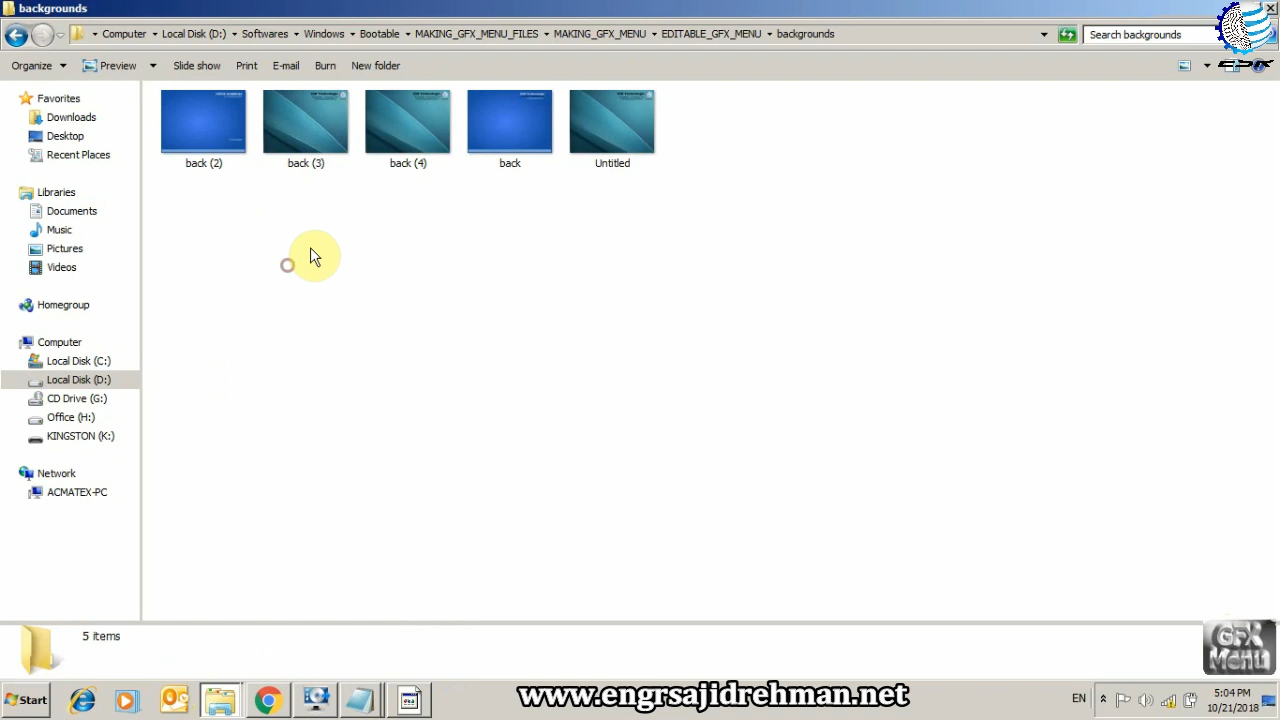 backgrounds
Computer Local Disk (D:) Softwares Windows Bootable MAKING_GFX_MENU_FILES MAKING_GFX_MENU EDITABLE_GFX_MENU backgrounds
Search backgrounds
Organize Preview Slide show Print E-mail Burn New folder
Favorites
Downloads
Desktop
Recent Places
Libraries
Documents
Music
Pictures
Videos
Homegroup
Computer
Local Disk (C:)
Local Disk (D:)
CD Drive (G:)
Office (H:)
KINGSTON (K:)
Network
ACMATEX-PC
back (2) back (3) back (4) back Untitled
5 items
GFX
Menu
Start
www.engrsajidrehman.net
EN
5:04 PM
10/21/2018